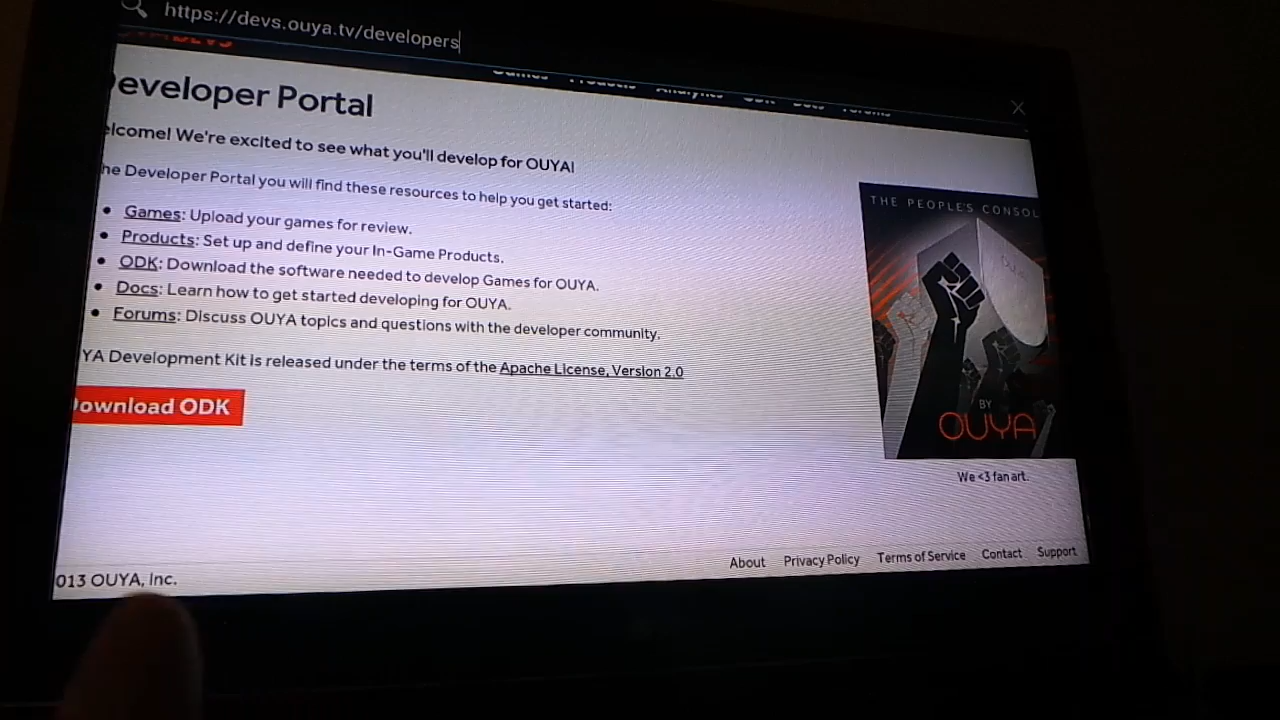 https://devs.ouya.tv/developers
eveloper Portal
elcome! We're excited to see what you'll develop for OUYA!
he Developer Portal you will find these resources to help you get started:
Games: Upload your games for review.
Products: Set up and define your In-Game Products.
ODK: Download the software needed to develop Games for OUYA.
Docs: Learn how to get started developing for OUYA.
Forums: Discuss OUYA topics and questions with the developer community.
YA Development Kit is released under the terms of the Apache License, Version 2.0
ownload ODK
THE PEOPLE'S CONSOL
OUYA
BY
OUYA
We <3 fan art.
About Privacy Policy Terms of Service Contact Support
013 OUYA, Inc.